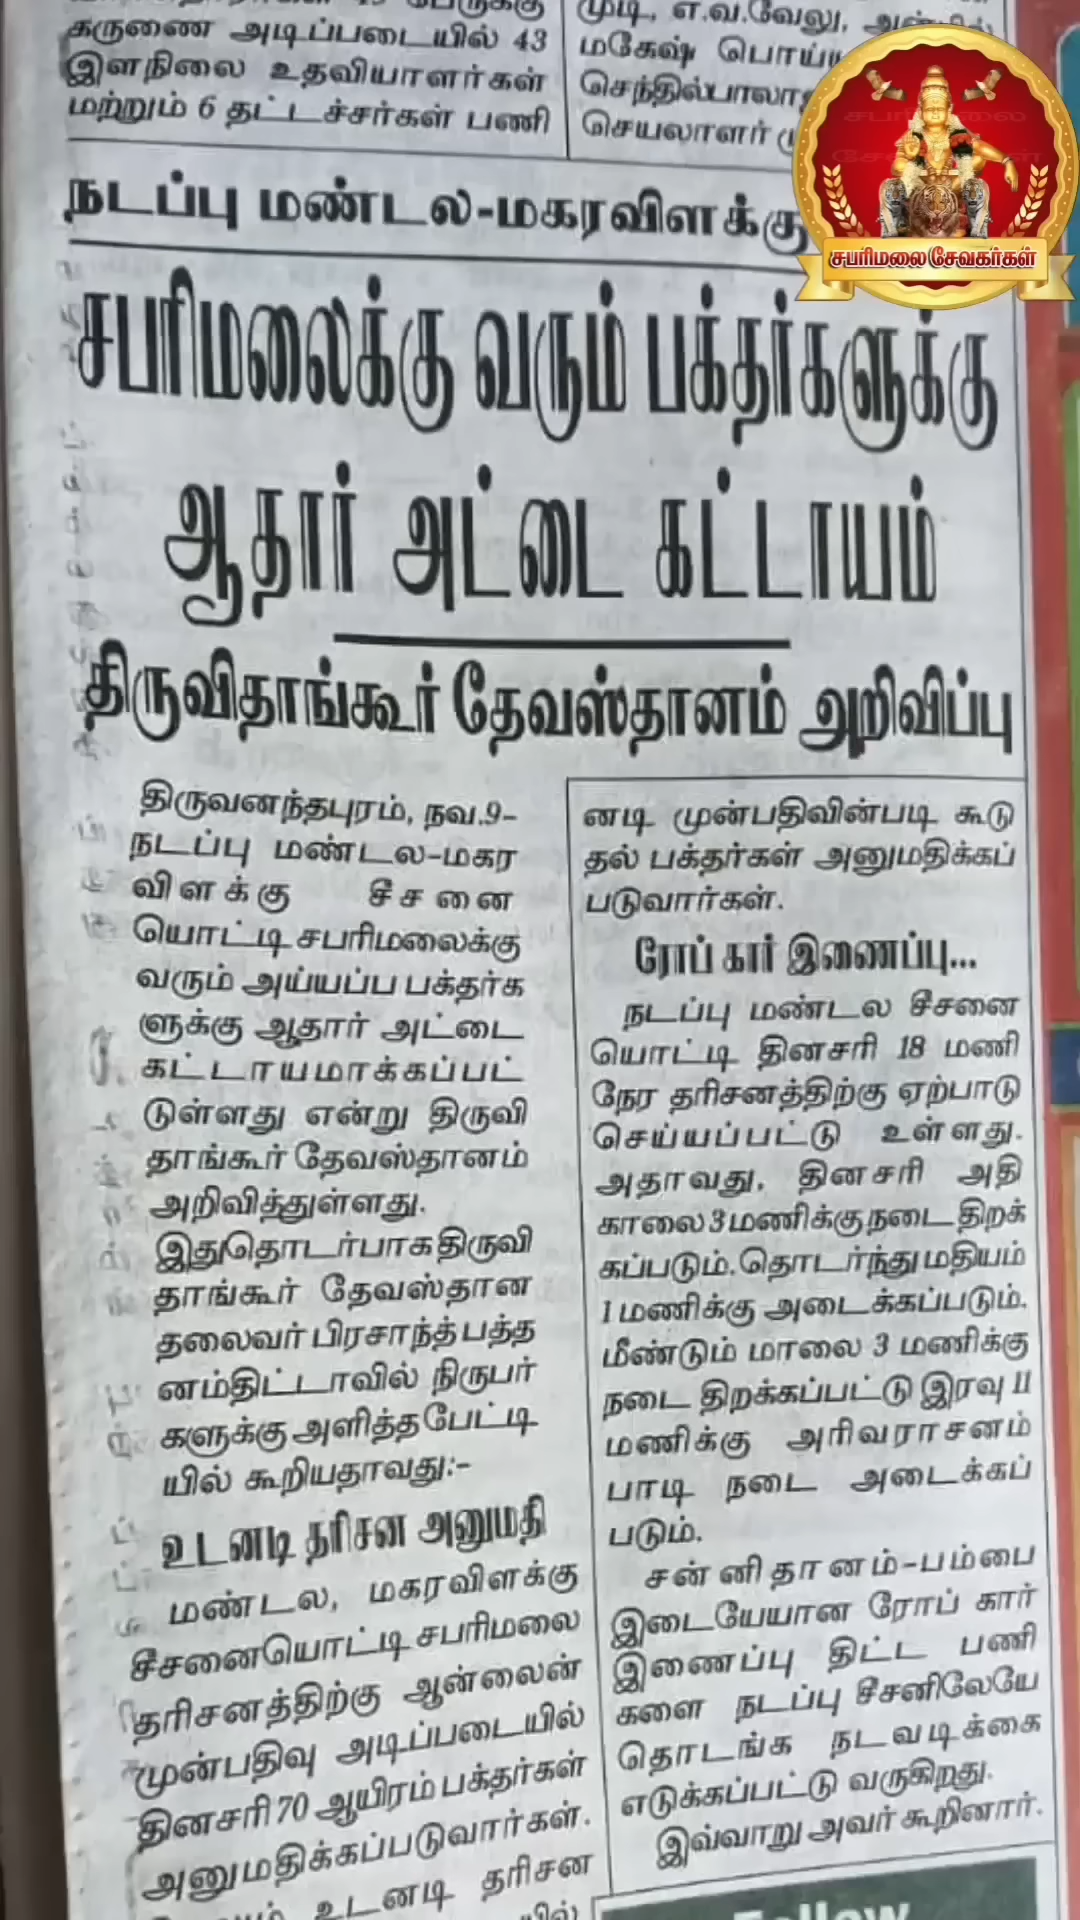 கருணை அடிப்படையில் 43
இளநிலை உதவியாளர்கள்
மற்றும் 6 தட்டச்சர்கள் பணி
முடி, எ.வ.வேலு, அன்பில்
மகேஷ் பொய்
செந்தில்பாலா
செயலாளர் மு
சபரிமலை சேவகர்கள்
நடப்பு மண்டல-மகரவிளக்கு
சபரிமலைக்கு வரும் பக்தர்களுக்கு
ஆதார் அட்டை கட்டாயம்
திருவிதாங்கூர் தேவஸ்தானம் அறிவிப்பு
திருவனந்தபுரம், நவ.9-
நடப்பு மண்டல-மகர
விளக்கு சீசனை
யொட்டி சபரிமலைக்கு
வரும் அய்யப்ப பக்தர்க
ளுக்கு ஆதார் அட்டை
கட்டாயமாக்கப்பட்
டுள்ளது என்று திருவி
தாங்கூர் தேவஸ்தானம்
அறிவித்துள்ளது.
இதுதொடர்பாக திருவி
தாங்கூர் தேவஸ்தான
தலைவர் பிரசாந்த் பத்த
னம்திட்டாவில் நிருபர்
களுக்கு அளித்த பேட்டி
யில் கூறியதாவது:-
உடனடி தரிசன அனுமதி
மண்டல, மகரவிளக்கு
சீசனையொட்டி சபரிமலை
தரிசனத்திற்கு ஆன்லைன்
முன்பதிவு அடிப்படையில்
தினசரி 70 ஆயிரம் பக்தர்கள்
அனுமதிக்கப்படுவார்கள்.
உடனடி தரிசன
னடி முன்பதிவின்படி கூடு
தல் பக்தர்கள் அனுமதிக்கப்
படுவார்கள்.
ரோப் கார் இணைப்பு...
நடப்பு மண்டல சீசனை
யொட்டி தினசரி 18 மணி
நேர தரிசனத்திற்கு ஏற்பாடு
செய்யப்பட்டு உள்ளது.
அதாவது, தினசரி அதி
காலை 3 மணிக்கு நடை திறக்
கப்படும். தொடர்ந்து மதியம்
1 மணிக்கு அடைக்கப்படும்.
மீண்டும் மாலை 3 மணிக்கு
நடை திறக்கப்பட்டு இரவு 11
மணிக்கு அரிவராசனம்
பாடி நடை அடைக்கப்
படும்.
சன்னிதானம்-பம்பை
இடையேயான ரோப் கார்
இணைப்பு திட்ட பணி
களை நடப்பு சீசனிலேயே
தொடங்க நடவடிக்கை
எடுக்கப்பட்டு வருகிறது.
இவ்வாறு அவர் கூறினார்.
Follow